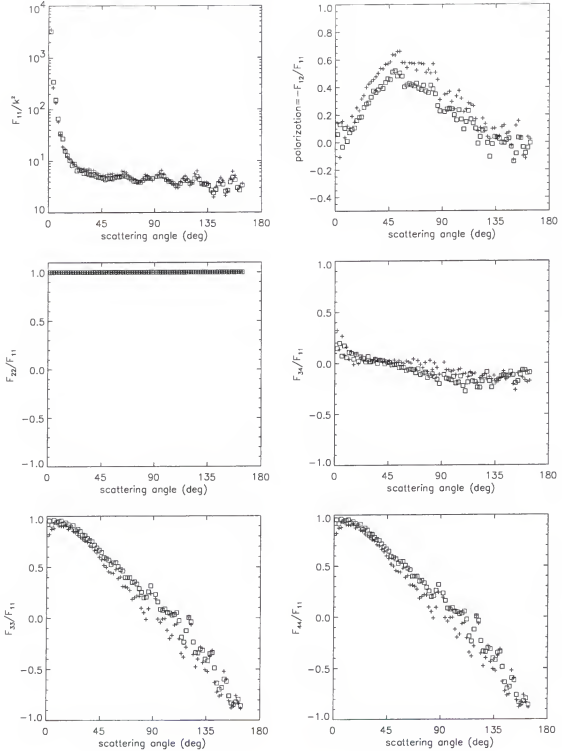 10⁴
10³
10²
10¹
10
F₁₁/k²
0 45 90 135 180
scattering angle (deg)
1.0
0.8
0.6
0.4
0.2
0.0
−0.2
−0.4
polarization=−F₁₂/F₁₁
0 45 90 135 180
scattering angle (deg)
1.0
0.5
0.0
−0.5
−1.0
F₂₂/F₁₁
0 45 90 135 180
scattering angle (deg)
1.0
0.5
0.0
−0.5
−1.0
F₃₄/F₁₁
0 45 90 135 180
scattering angle (deg)
1.0
0.5
0.0
−0.5
−1.0
F₃₃/F₁₁
0 45 90 135 180
scattering angle (deg)
1.0
0.5
0.0
−0.5
−1.0
F₄₄/F₁₁
0 45 90 135 180
scattering angle (deg)